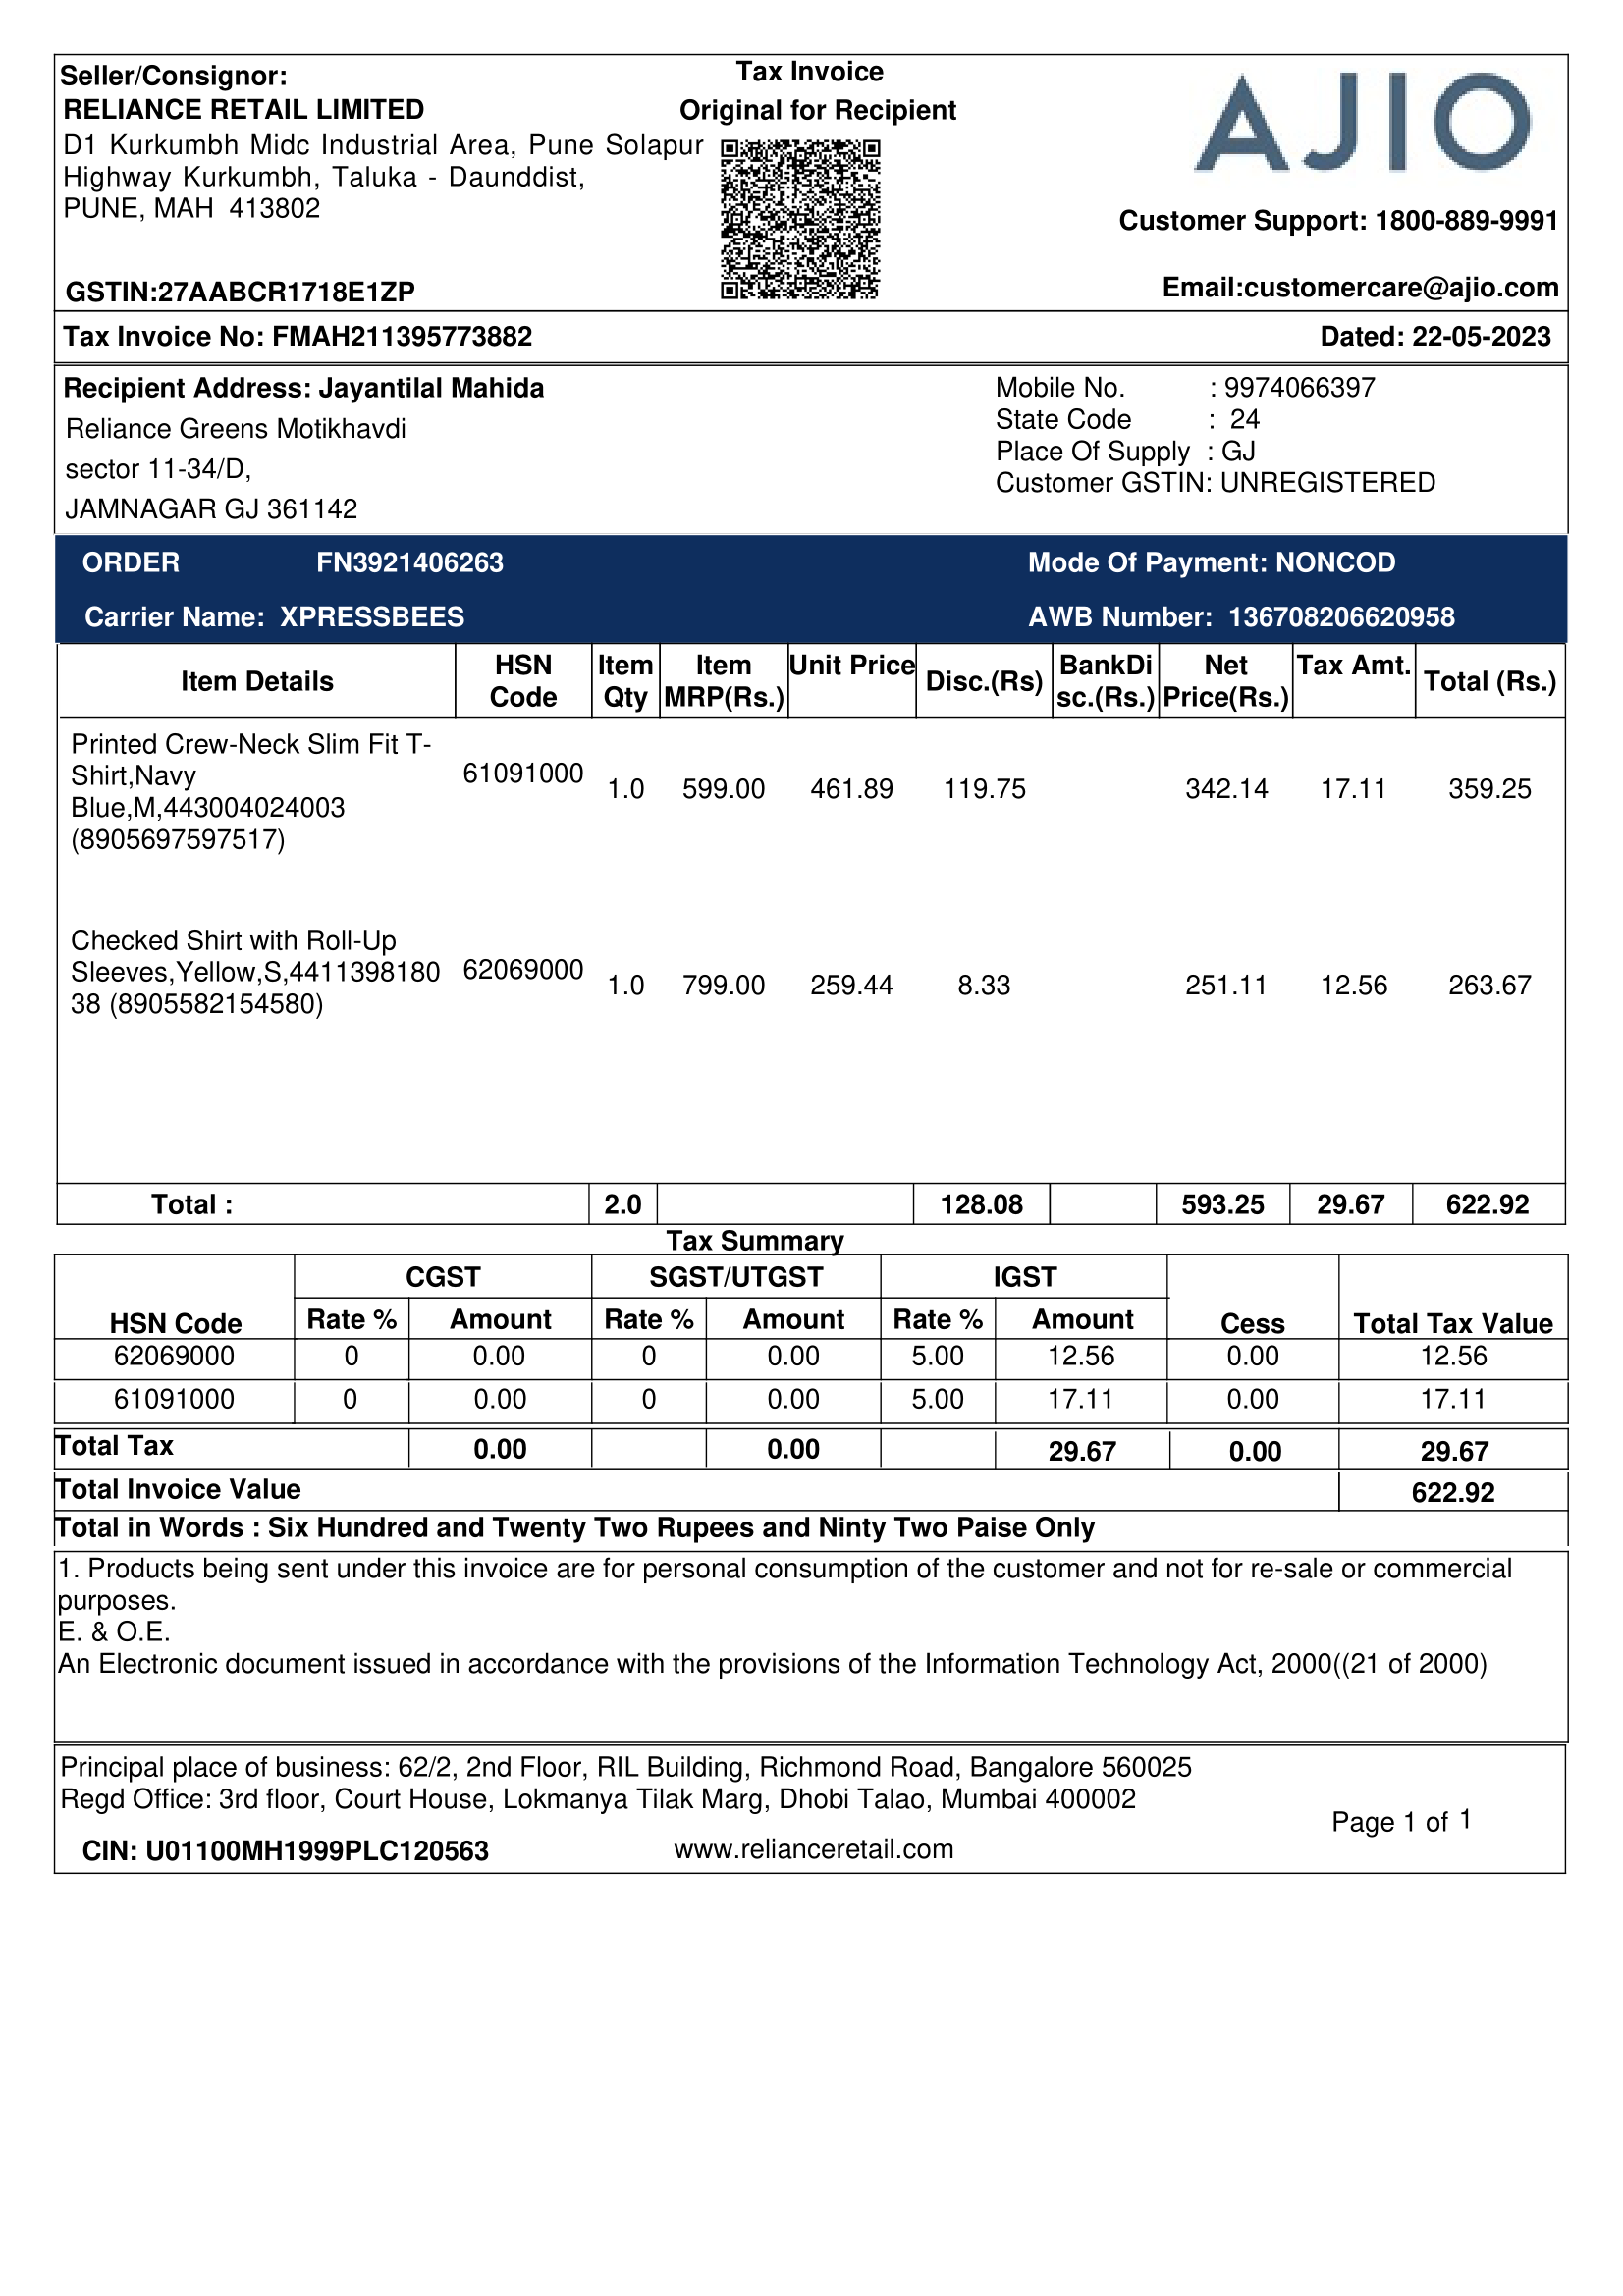 Seller/Consignor:
RELIANCE RETAIL LIMITED
D1 Kurkumbh Midc Industrial Area, Pune Solapur
Highway Kurkumbh, Taluka - Daunddist,
PUNE, MAH 413802
GSTIN:27AABCR1718E1ZP
Tax Invoice
Original for Recipient
AJIO
Customer Support: 1800-889-9991
Email:customercare@ajio.com
Tax Invoice No: FMAH211395773882 Dated: 22-05-2023
Recipient Address: Jayantilal Mahida
Reliance Greens Motikhavdi
sector 11-34/D,
JAMNAGAR GJ 361142
Mobile No. : 9974066397
State Code : 24
Place Of Supply : GJ
Customer GSTIN: UNREGISTERED
ORDER FN3921406263 Mode Of Payment: NONCOD
Carrier Name: XPRESSBEES AWB Number: 136708206620958
Item Details HSN Code Item Qty Item MRP(Rs.) Unit Price Disc.(Rs) BankDi sc.(Rs.) Net Price(Rs.) Tax Amt. Total (Rs.)
Printed Crew-Neck Slim Fit T-
Shirt,Navy
Blue,M,443004024003
(8905697597517)
61091000 1.0 599.00 461.89 119.75 342.14 17.11 359.25
Checked Shirt with Roll-Up
Sleeves,Yellow,S,4411398180
38 (8905582154580)
62069000 1.0 799.00 259.44 8.33 251.11 12.56 263.67
Total : 2.0 128.08 593.25 29.67 622.92
Tax Summary
CGST SGST/UTGST IGST
HSN Code Rate % Amount Rate % Amount Rate % Amount Cess Total Tax Value
62069000 0 0.00 0 0.00 5.00 12.56 0.00 12.56
61091000 0 0.00 0 0.00 5.00 17.11 0.00 17.11
Total Tax 0.00 0.00 29.67 0.00 29.67
Total Invoice Value 622.92
Total in Words : Six Hundred and Twenty Two Rupees and Ninty Two Paise Only
1. Products being sent under this invoice are for personal consumption of the customer and not for re-sale or commercial
purposes.
E. & O.E.
An Electronic document issued in accordance with the provisions of the Information Technology Act, 2000((21 of 2000)
Principal place of business: 62/2, 2nd Floor, RIL Building, Richmond Road, Bangalore 560025
Regd Office: 3rd floor, Court House, Lokmanya Tilak Marg, Dhobi Talao, Mumbai 400002
Page 1 of 1
CIN: U01100MH1999PLC120563 www.relianceretail.com